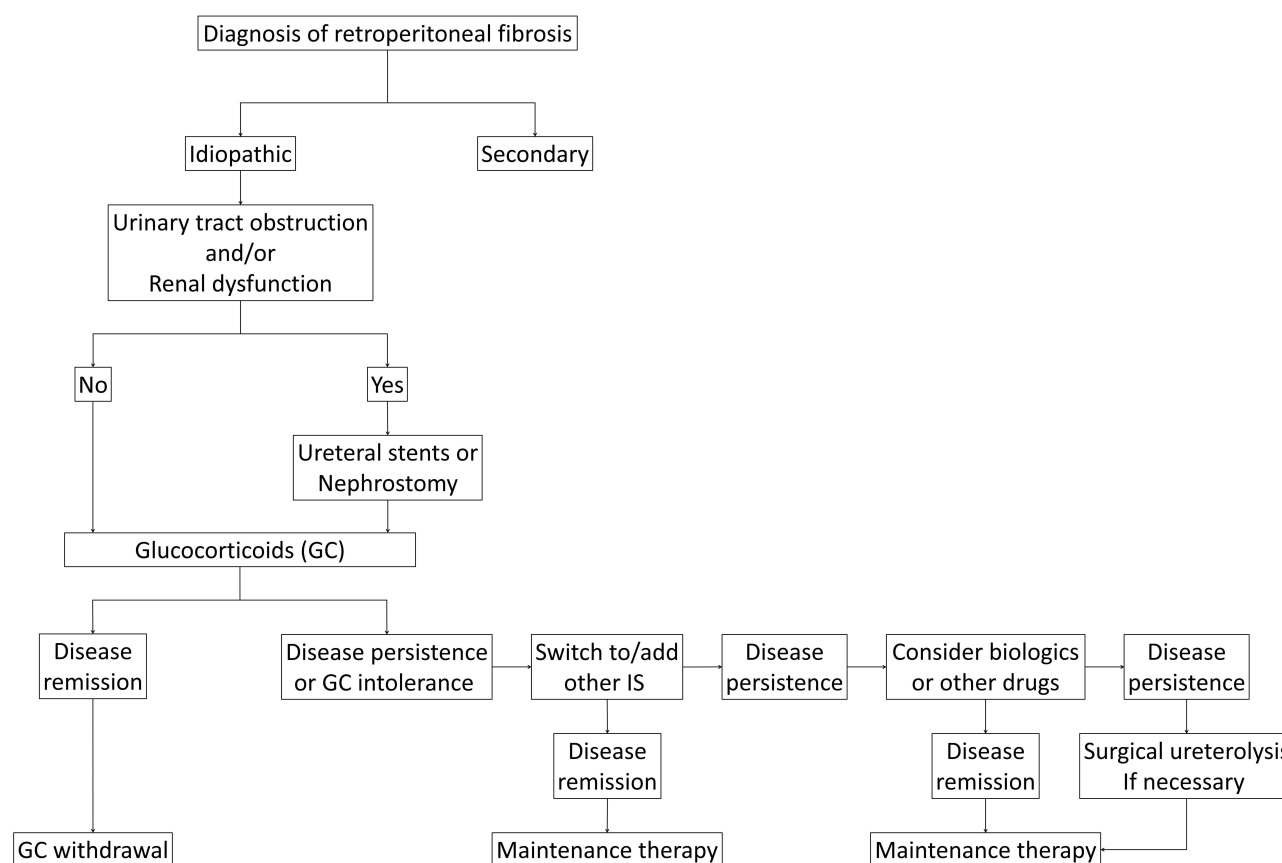 Diagnosis of retroperitoneal fibrosis
Idiopathic
Secondary
Urinary tract obstruction
and/or
Renal dysfunction
No
Yes
Ureteral stents or
Nephrostomy
Glucocorticoids (GC)
Disease
remission
Disease persistence
or GC intolerance
Switch to/add
other IS
Disease
persistence
Consider biologics
or other drugs
Disease
persistence
Disease
remission
Disease
remission
Surgical ureterolysis
If necessary
GC withdrawal
Maintenance therapy
Maintenance therapy